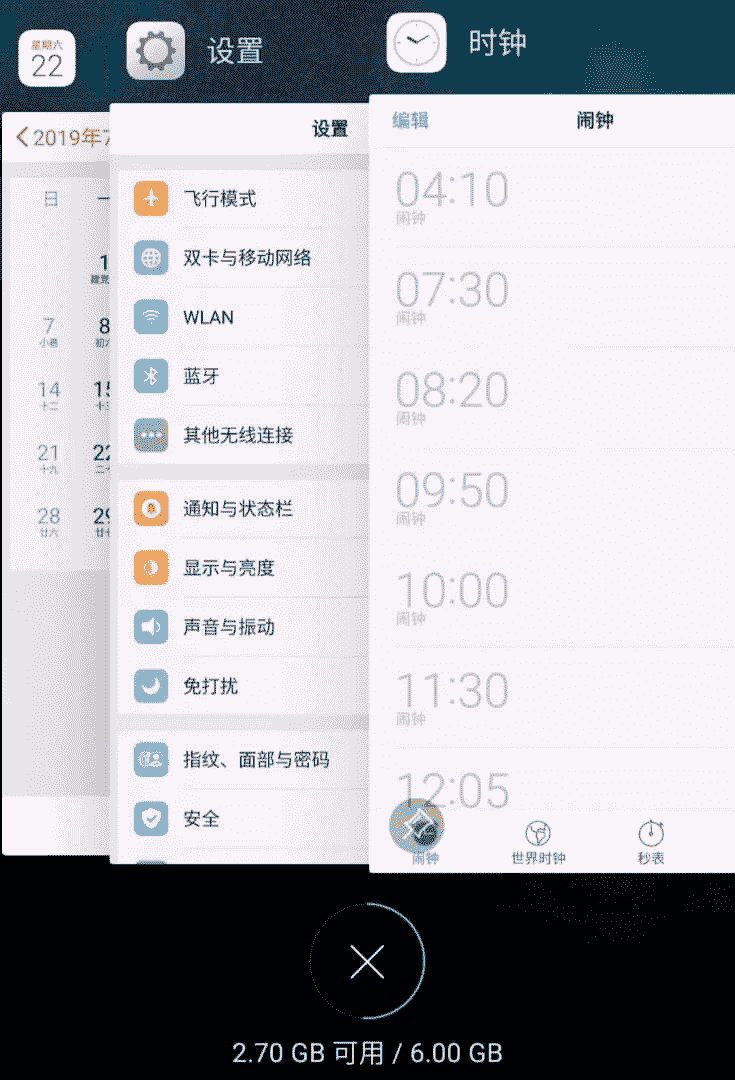 星期六
22
设置
时钟
2019年7
日 一
1
建党
7 8
小暑 初六
14 15
十二 十三
21 22
十九 二十
28 29
廿六 廿七
设置
飞行模式
双卡与移动网络
WLAN
蓝牙
其他无线连接
通知与状态栏
显示与亮度
声音与振动
免打扰
指纹、面部与密码
安全
编辑
闹钟
04:10
闹钟
07:30
闹钟
08:20
闹钟
09:50
闹钟
10:00
闹钟
11:30
闹钟
12:05
闹钟
世界时钟
秒表
2.70 GB 可用 / 6.00 GB